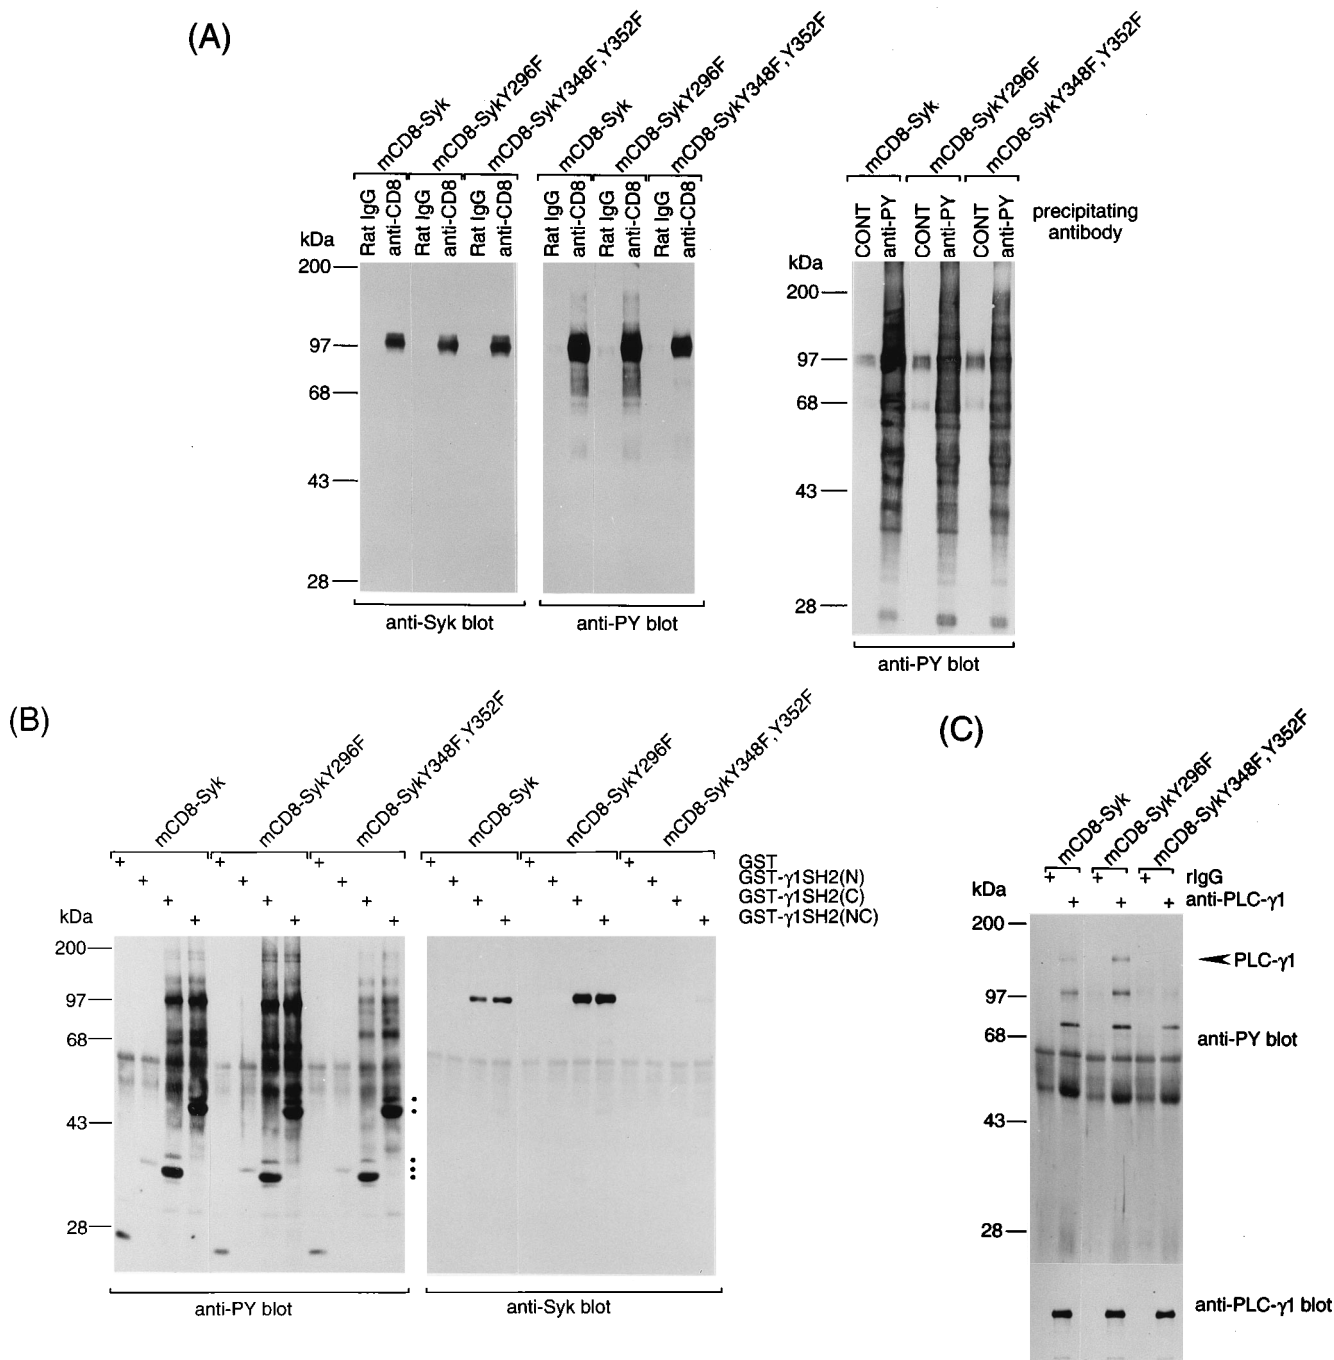 (A)
mCD8-Syk
mCD8-SykY296F
mCD8-SykY348F,Y352F
mCD8-Syk
mCD8-SykY296F
mCD8-SykY348F,Y352F
mCD8-Syk
mCD8-SykY296F
mCD8-SykY348F,Y352F
Rat IgG
anti-CD8
Rat IgG
anti-CD8
Rat IgG
anti-CD8
Rat IgG
anti-CD8
Rat IgG
anti-CD8
Rat IgG
anti-CD8
CONT
anti-PY
CONT
anti-PY
CONT
anti-PY
precipitating
antibody
kDa
200
97
68
43
28
kDa
200
97
68
43
28
anti-Syk blot
anti-PY blot
anti-PY blot
(B)
mCD8-Syk
mCD8-SykY296F
mCD8-SykY348F,Y352F
mCD8-Syk
mCD8-SykY296F
mCD8-SykY348F,Y352F
+ + + + + + GST
+ + + + + + GST-γ1SH2(N)
+ + + + + + GST-γ1SH2(C)
+ + + + + + GST-γ1SH2(NC)
kDa
200
97
68
43
28
anti-PY blot
anti-Syk blot
(C)
mCD8-Syk
mCD8-SykY296F
mCD8-SykY348F,Y352F
+ + + rIgG
+ + + anti-PLC-γ1
kDa
200
97
68
43
28
PLC-γ1
anti-PY blot
anti-PLC-γ1 blot